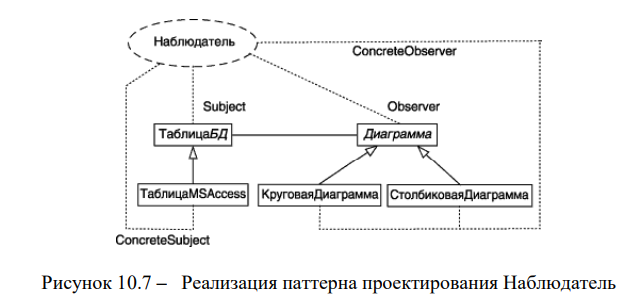 Наблюдатель
ConcreteObserver
Subject
Observer
ТаблицаБД
Диаграмма
ТаблицаMSAccess
КруговаяДиаграмма
СтолбиковаяДиаграмма
ConcreteSubject
Рисунок 10.7 – Реализация паттерна проектирования Наблюдатель